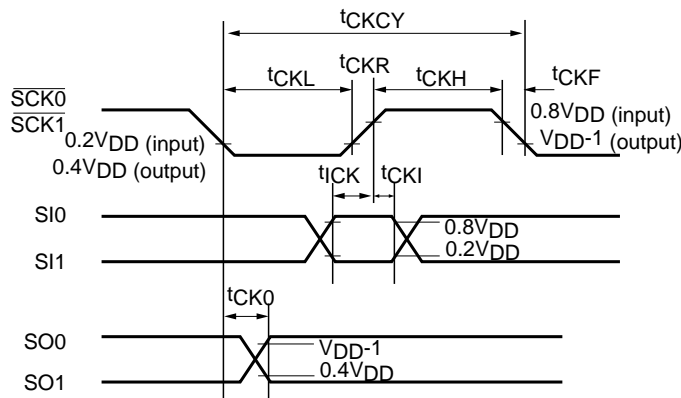 tCKCY
tCKL
tCKR
tCKH
tCKF
SCK0
SCK1
0.2VDD (input)
0.4VDD (output)
0.8VDD (input)
VDD-1 (output)
tICK
tCKI
SI0
SI1
0.8VDD
0.2VDD
tCK0
SO0
SO1
VDD-1
0.4VDD